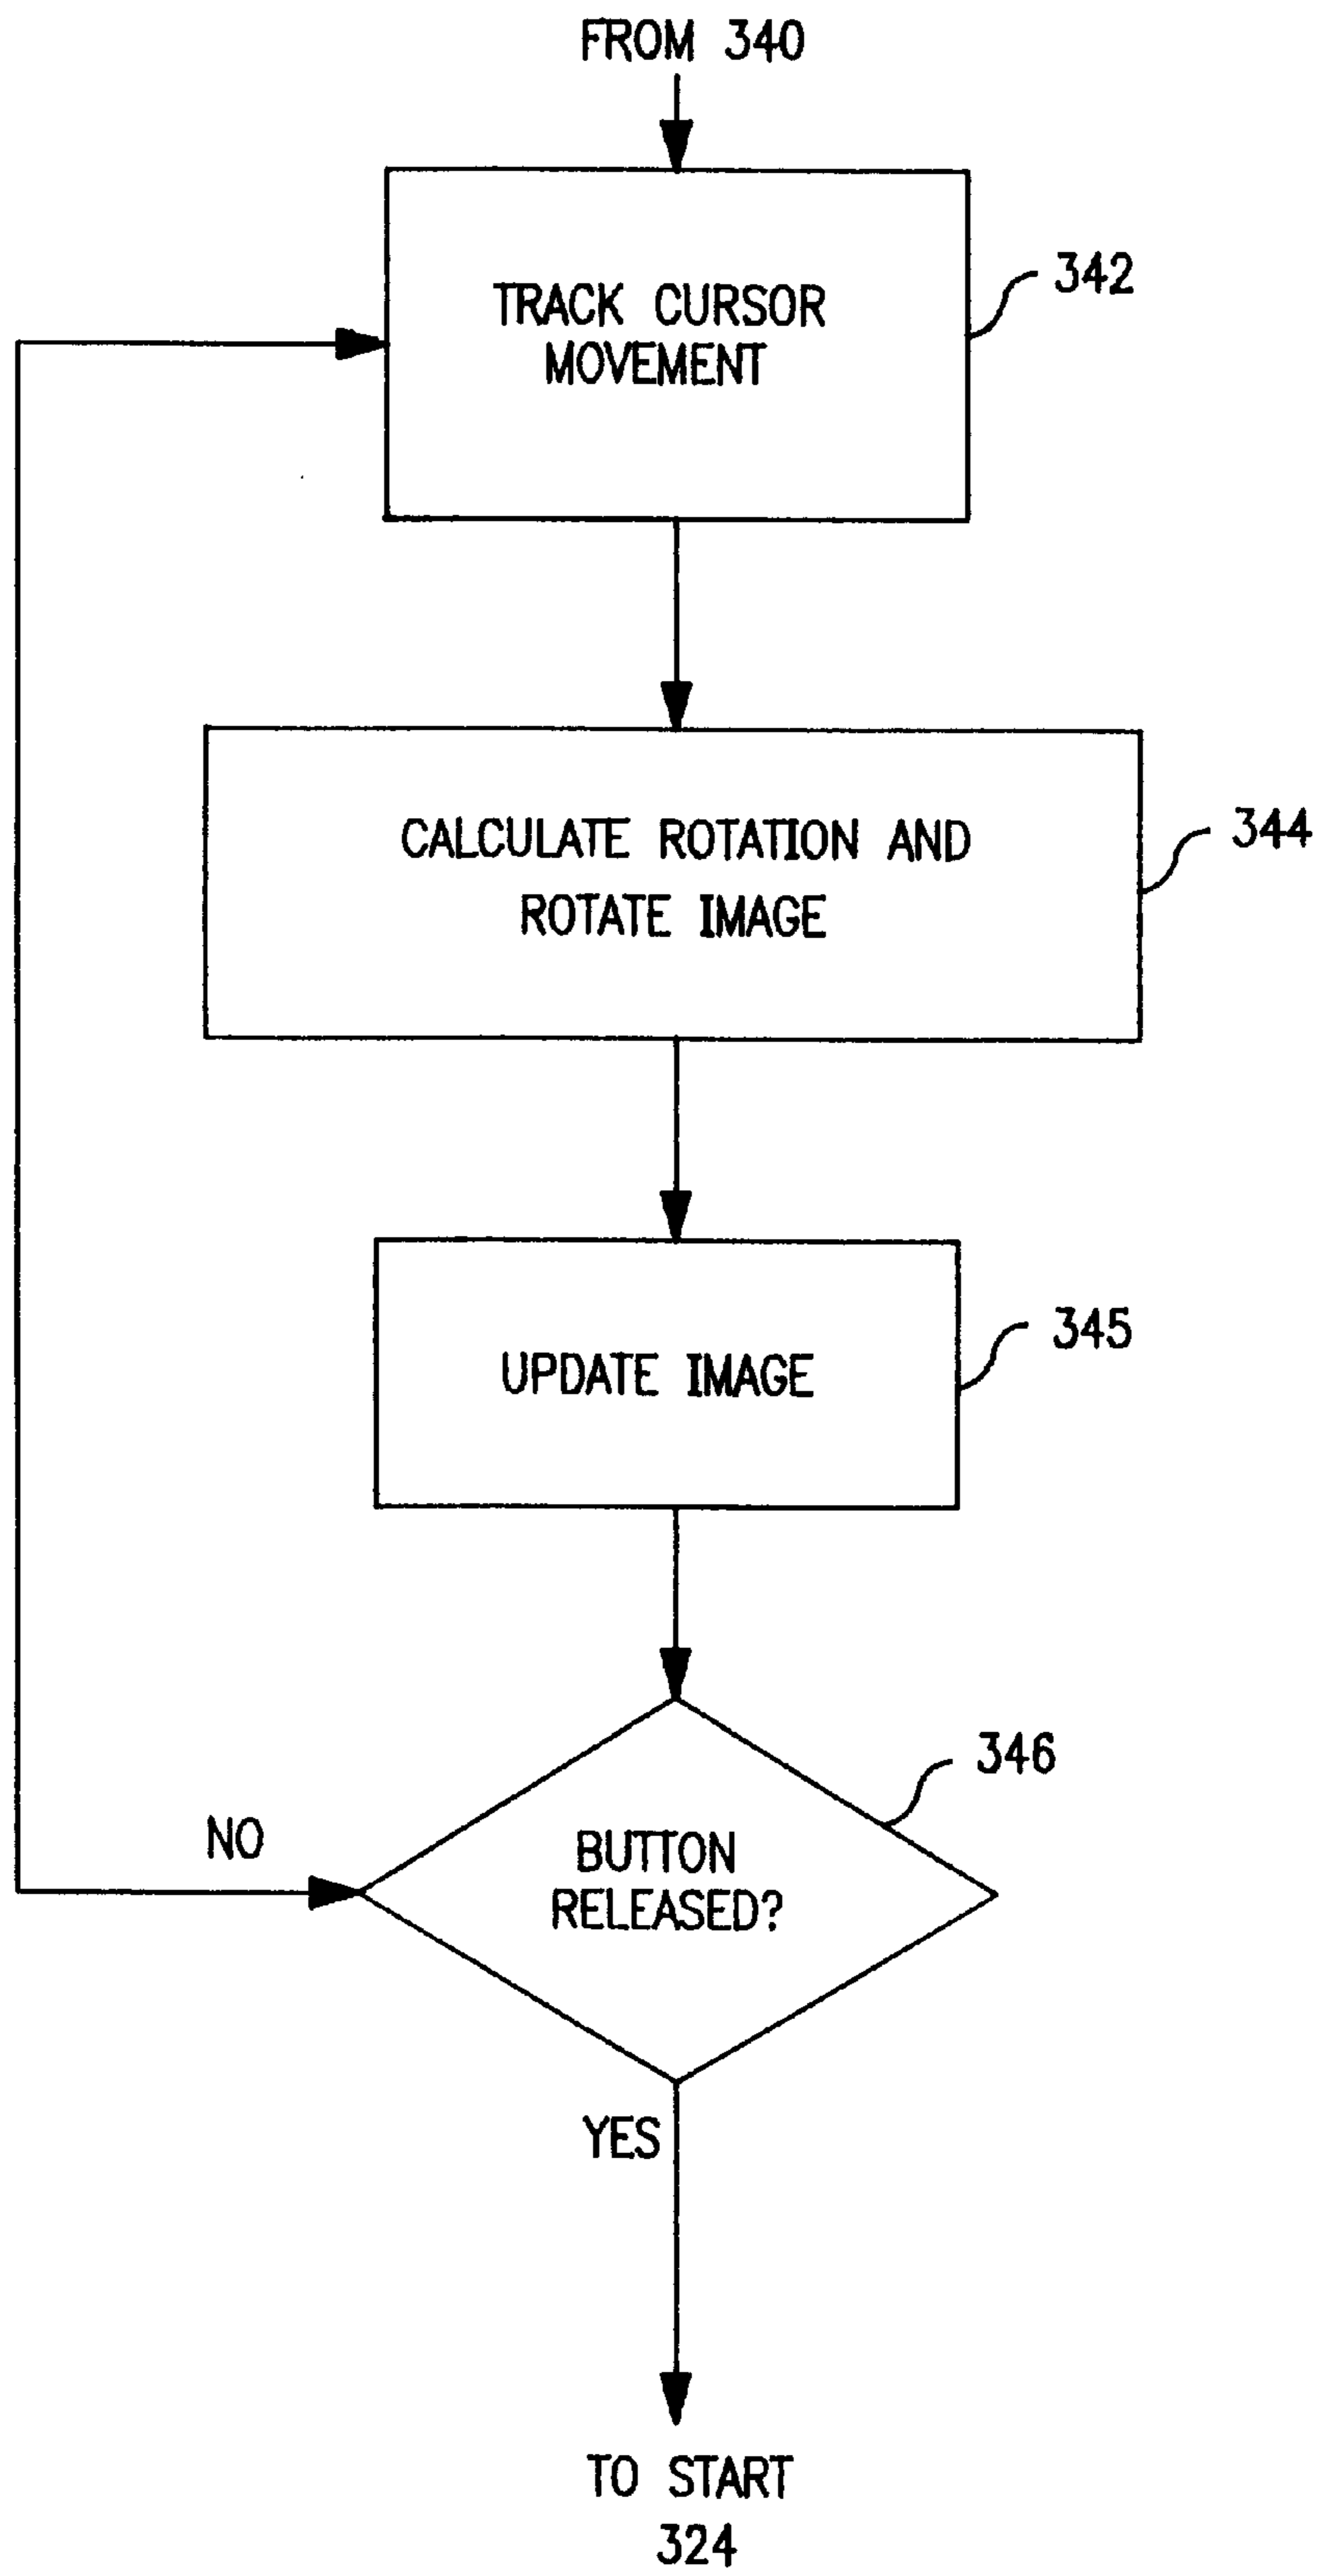 FROM 340
TRACK CURSOR
MOVEMENT
342
CALCULATE ROTATION AND
ROTATE IMAGE
344
UPDATE IMAGE
345
346
NO
BUTTON
RELEASED?
YES
TO START
324